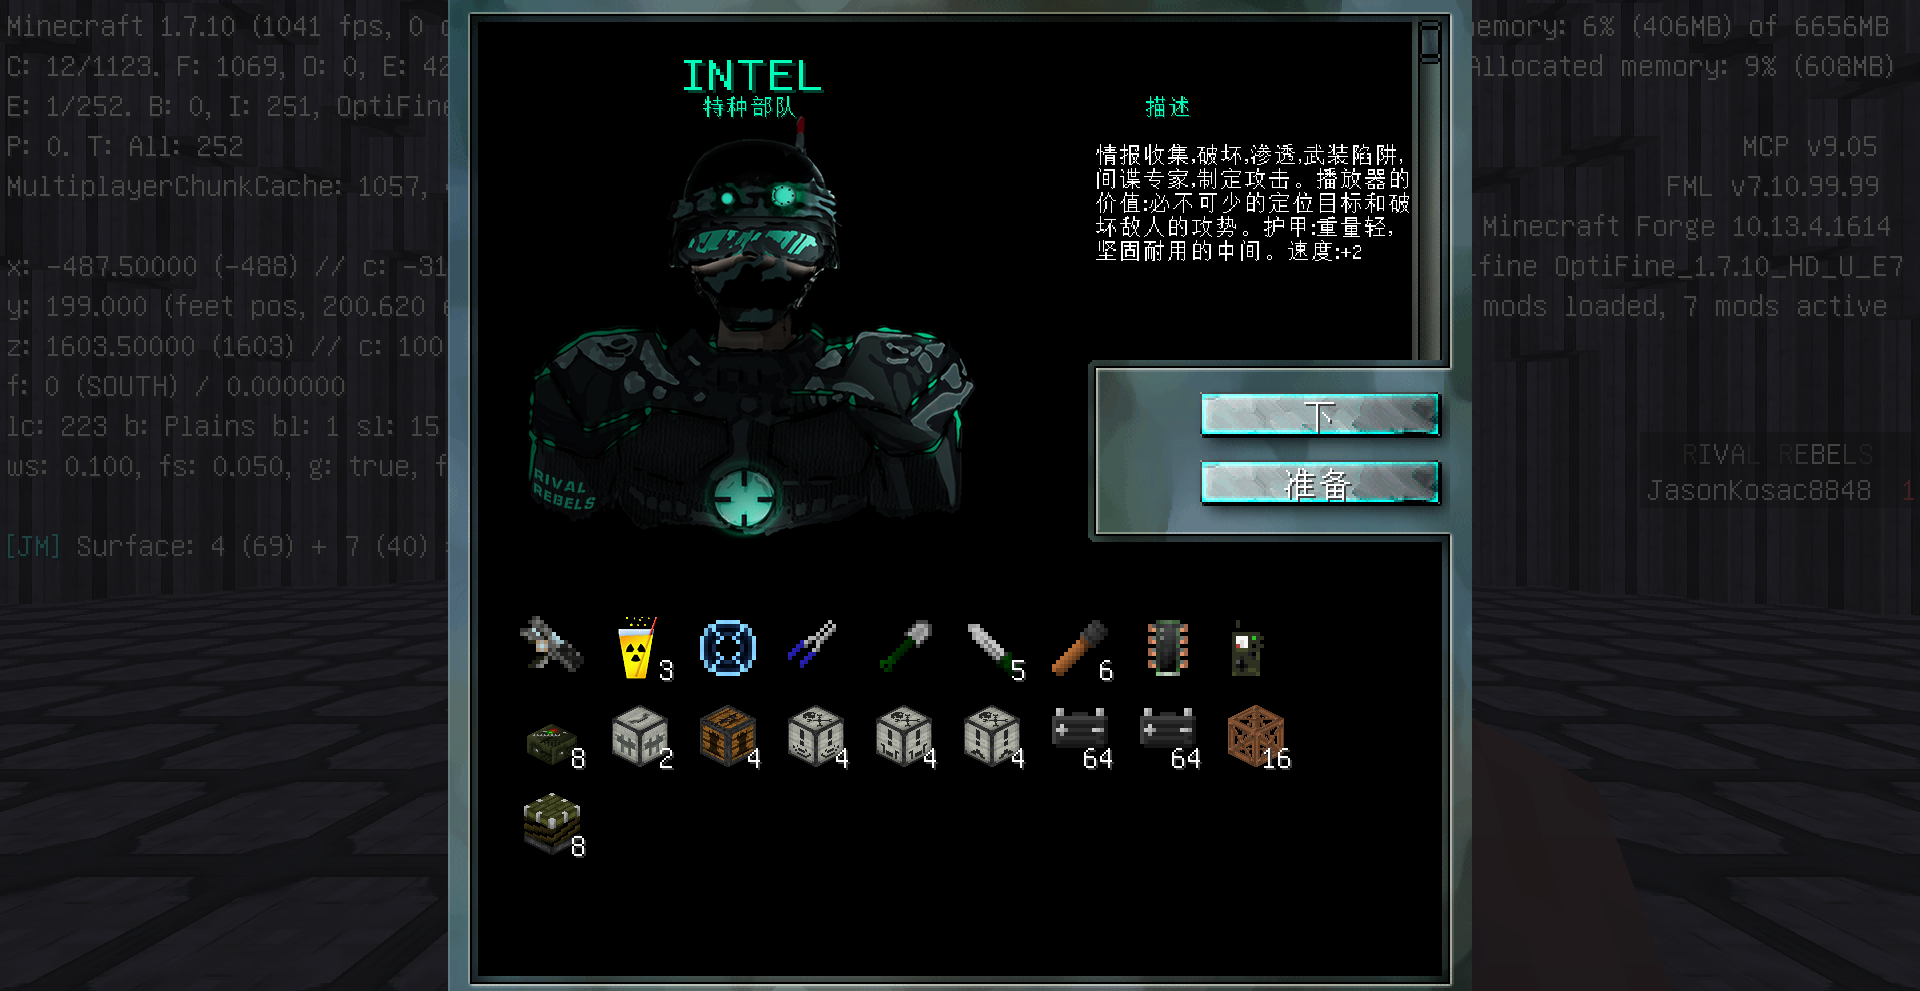 Minecraft 1.7.10 (1041 fps, 0
C: 12/1123. F: 1069, O: 0, E: 42
E: 1/252. B: 0, I: 251, OptiFine
P: 0. T: All: 252
MultiplayerChunkCache: 1057,
x: -487.50000 (-488) // c: -31
y: 199.000 (feet pos, 200.620
z: 1603.50000 (1603) // c: 100
f: 0 (SOUTH) / 0.000000
lc: 223 b: Plains bl: 1 sl: 15
ws: 0.100, fs: 0.050, g: true, f
[JM] Surface: 4 (69) + 7 (40)
INTEL
特种部队
RIVAL
REBELS
描述
情报收集,破坏,渗透,武装陷阱,
间谍专家,制定攻击。播放器的
价值:必不可少的定位目标和破
坏敌人的攻势。护甲:重量轻,
坚固耐用的中间。速度:+2
下
准备
3
5
6
8
2
4
4
4
4
64
64
16
8
emory: 6% (406MB) of 6656MB
Allocated memory: 9% (608MB)
MCP v9.05
FML v7.10.99.99
Minecraft Forge 10.13.4.1614
ifine OptiFine_1.7.10_HD_U_E7
mods loaded, 7 mods active
RIVAL REBELS
JasonKosac8848 1